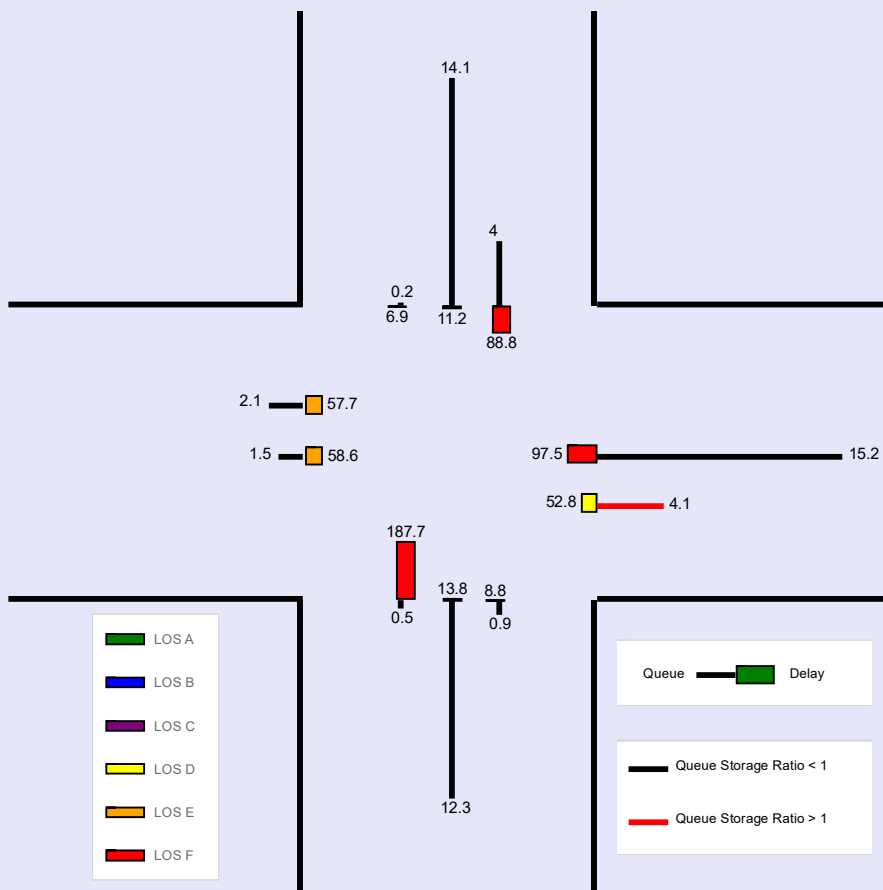 14.1
4
0.2
6.9
11.2
88.8
2.1
57.7
1.5
58.6
97.5
15.2
52.8
4.1
187.7
13.8
8.8
0.5
0.9
12.3
LOS A
LOS B
LOS C
LOS D
LOS E
LOS F
Queue
Delay
Queue Storage Ratio < 1
Queue Storage Ratio > 1